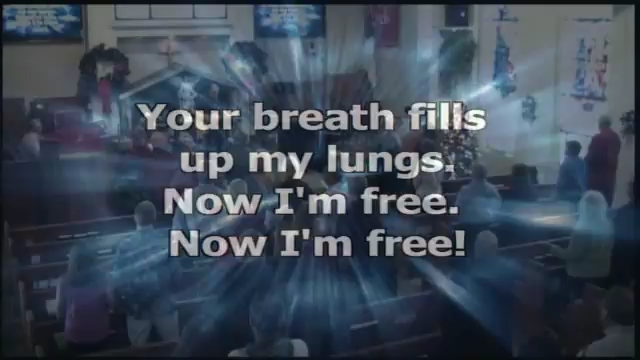 Your breath fills
up my lungs.
Now I'm free.
Now I'm free!